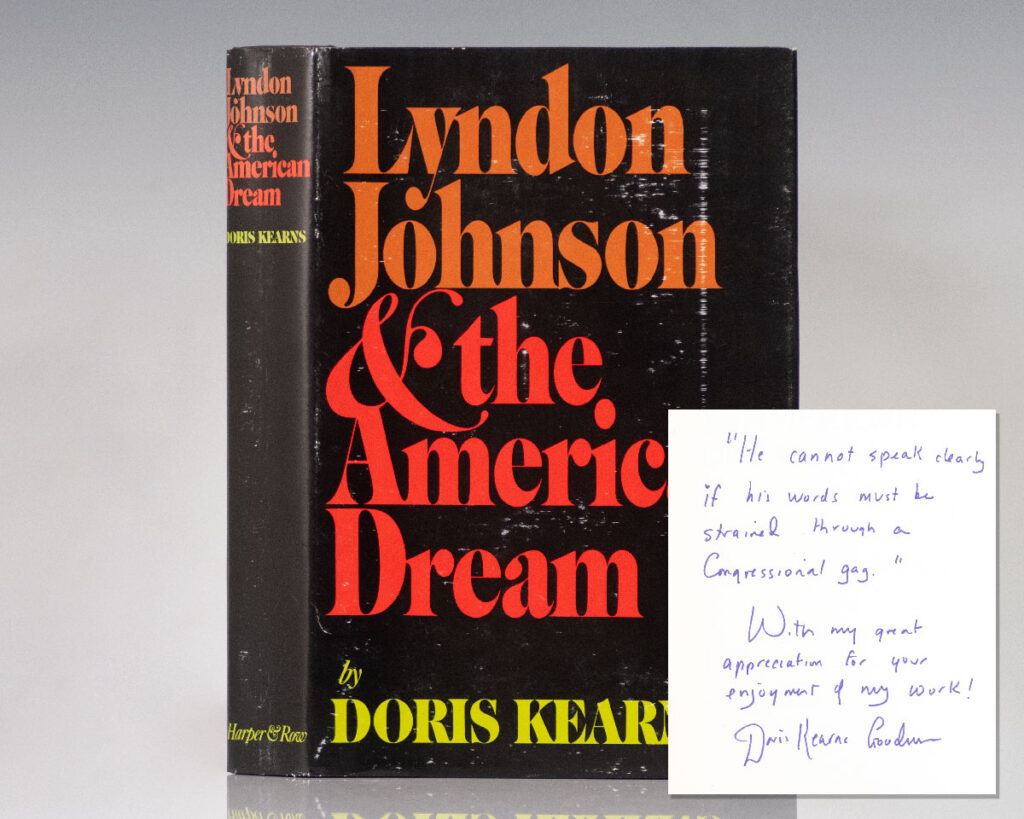 Lyndon
Johnson
& the
American
Dream
DORIS KEARNS
Harper & Row
Lyndon
Johnson
& the
Americ
Dream
by
DORIS KEARN
"He cannot speak clearly
if his words must be
strained through a
Congressional gag."
With my great
appreciation for your
enjoyment of my work!
Doris Kearns Goodwin